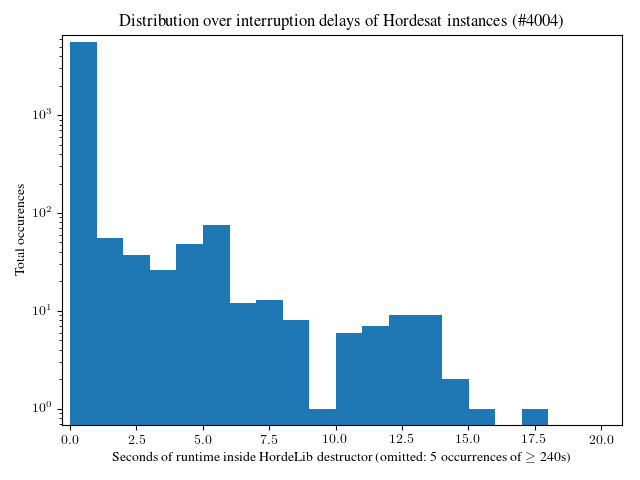 Distribution over interruption delays of Hordesat instances (#4004)
Total occurences
10^3
10^2
10^1
10^0
0.0 2.5 5.0 7.5 10.0 12.5 15.0 17.5 20.0
Seconds of runtime inside HordeLib destructor (omitted: 5 occurrences of ≥ 240s)